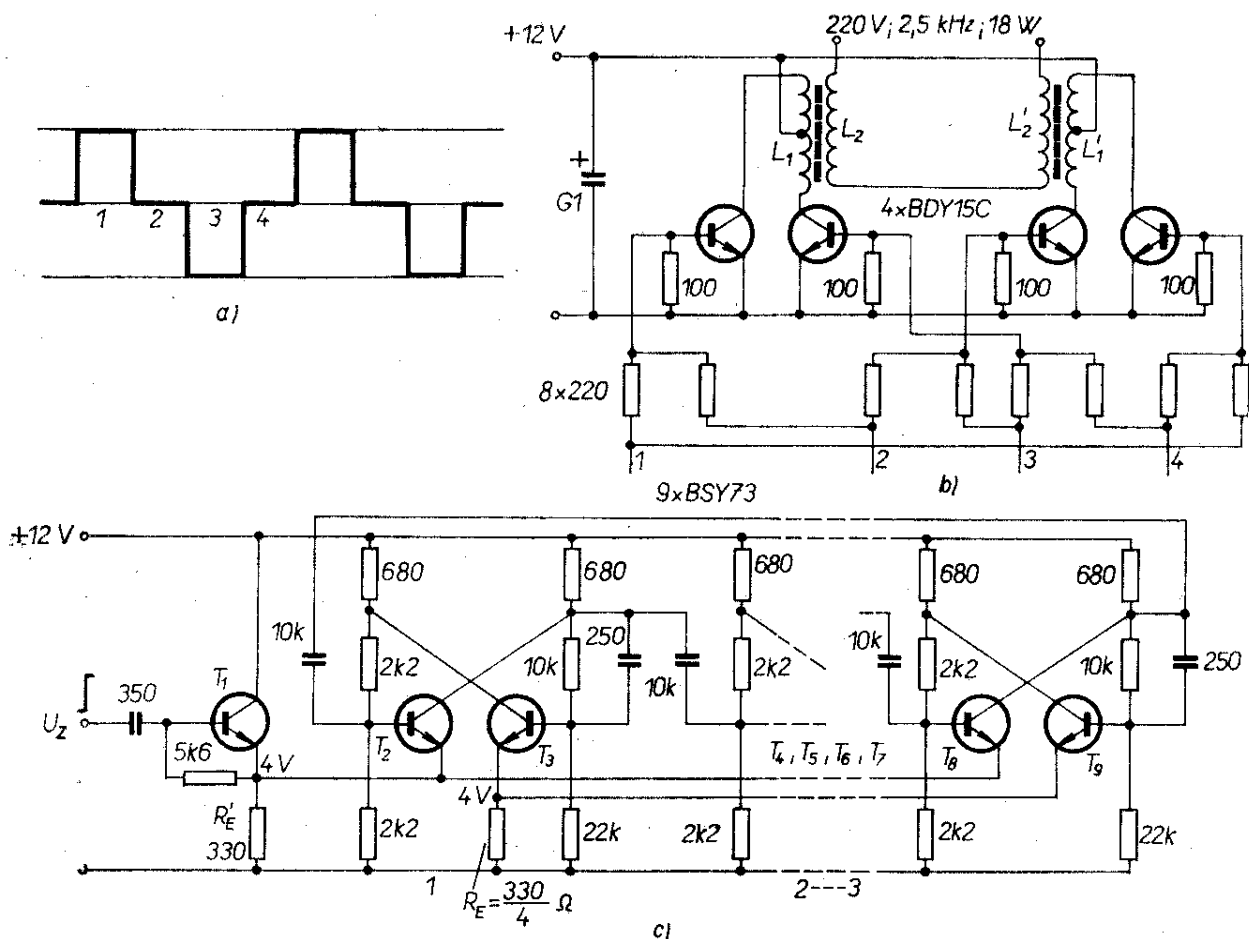 1 2 3 4
a)
+12 V
220 V; 2,5 kHz; 18 W
L1 L2 L2' L1'
+
G1
4×BDY15C
100 100 100 100
8×220
1 2 3 4
b)
9×BSY73
+12 V
680 680 680 680 680
10k 2k2 10k 250 10k 2k2 10k 2k2 10k 250
UZ 350 T1 5k6 4 V
T2 T3 T4, T5, T6, T7 T8 T9
4V
RE' 330 2k2 22k 2k2 2k2 22k
1 RE = 330/4 Ω 2---3
c)